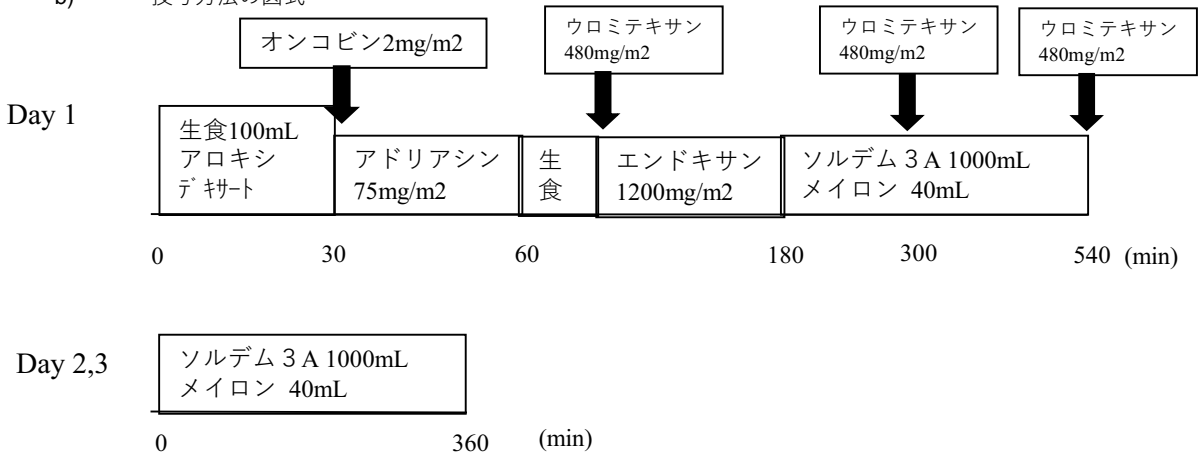 b) 投与方法の図式
オンコビン2mg/m2
ウロミテキサン
480mg/m2
ウロミテキサン
480mg/m2
ウロミテキサン
480mg/m2
Day 1
生食100mL
アロキシ
デキサート
アドリアシン
75mg/m2
生
食
エンドキサン
1200mg/m2
ソルデム３A 1000mL
メイロン 40mL
0 30 60 180 300 540 (min)
Day 2,3
ソルデム３A 1000mL
メイロン 40mL
0 360 (min)